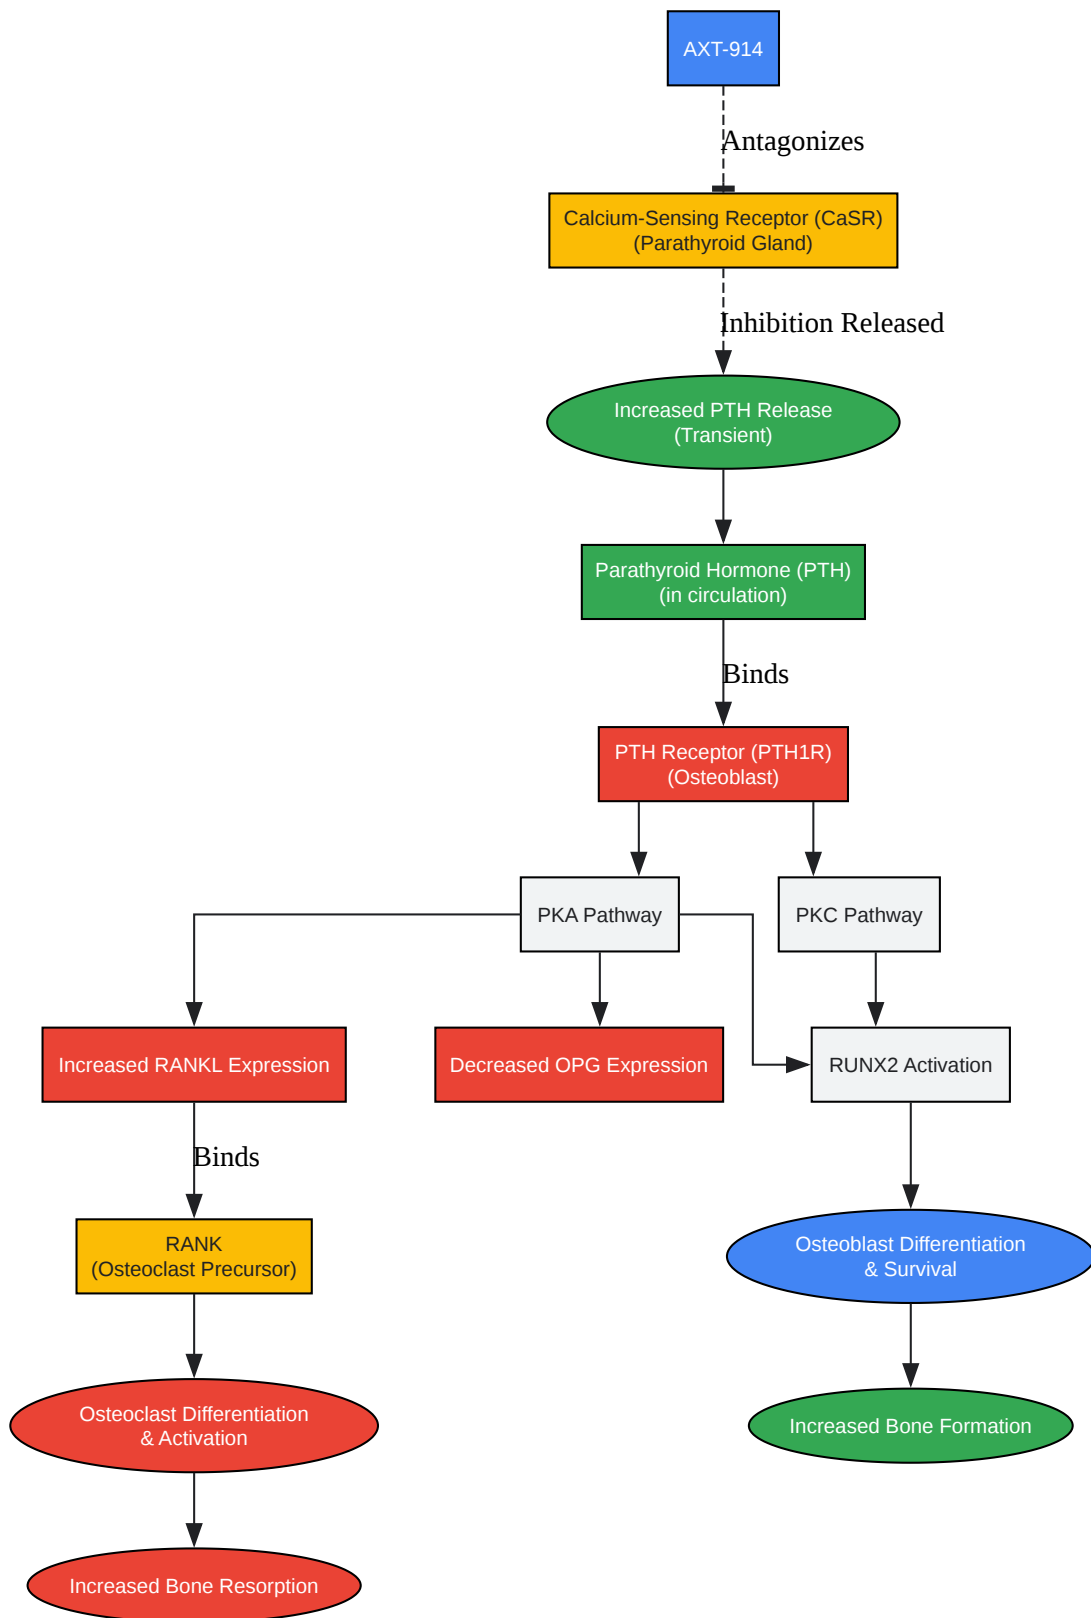 AXT-914
Antagonizes
Calcium-Sensing Receptor (CaSR)
(Parathyroid Gland)
Inhibition Released
Increased PTH Release
(Transient)
Parathyroid Hormone (PTH)
(in circulation)
Binds
PTH Receptor (PTH1R)
(Osteoblast)
PKA Pathway
PKC Pathway
Increased RANKL Expression
Decreased OPG Expression
RUNX2 Activation
Binds
RANK
(Osteoclast Precursor)
Osteoblast Differentiation
& Survival
Osteoclast Differentiation
& Activation
Increased Bone Formation
Increased Bone Resorption